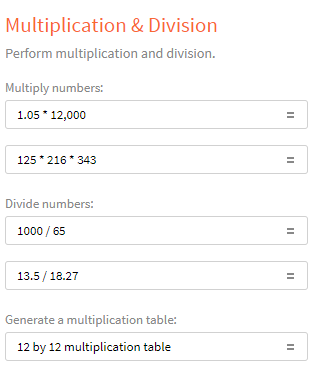 Multiplication & Division
Perform multiplication and division.
Multiply numbers:
1.05 * 12,000 =
125 * 216 * 343 =
Divide numbers:
1000 / 65 =
13.5 / 18.27 =
Generate a multiplication table:
12 by 12 multiplication table =